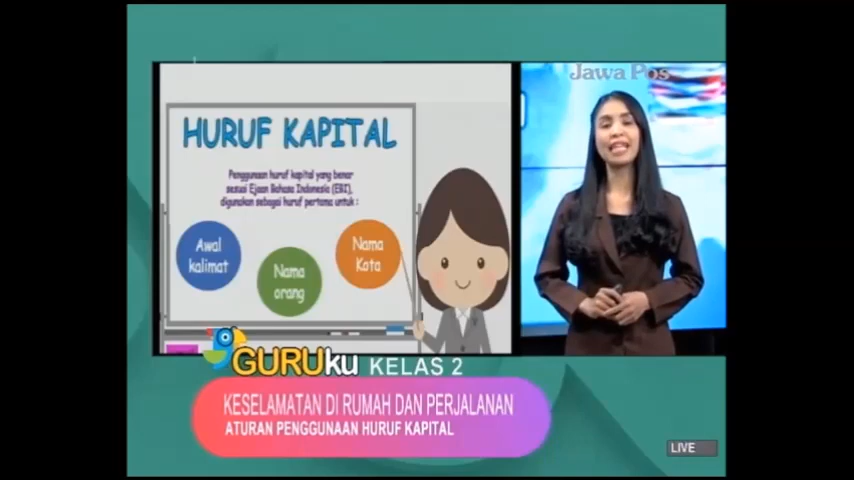 Jawa Pos
HURUF KAPITAL
Penggunaan huruf kapital yang benar
sesuai Ejaan Bahasa Indonesia (EBI),
digunakan sebagai huruf pertama untuk :
Awal
kalimat
Nama
orang
Nama
Kota
GURUku KELAS 2
KESELAMATAN DI RUMAH DAN PERJALANAN
ATURAN PENGGUNAAN HURUF KAPITAL
LIVE